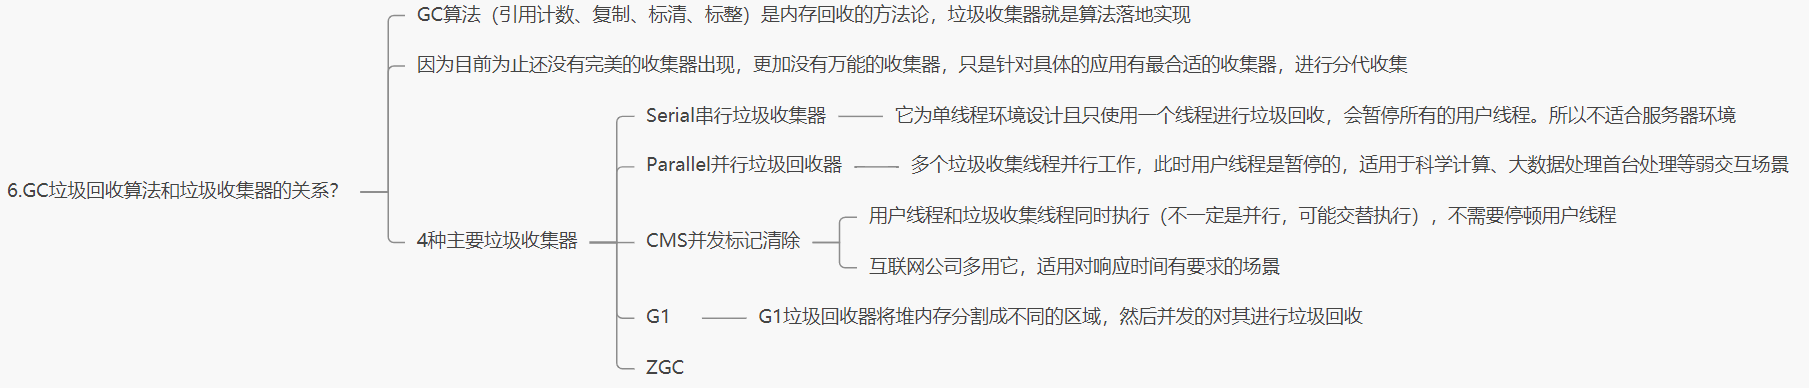 GC算法（引用计数、复制、标清、标整）是内存回收的方法论，垃圾收集器就是算法落地实现
因为目前为止还没有完美的收集器出现，更加没有万能的收集器，只是针对具体的应用有最合适的收集器，进行分代收集
6.GC垃圾回收算法和垃圾收集器的关系？
4种主要垃圾收集器
Serial串行垃圾收集器
它为单线程环境设计且只使用一个线程进行垃圾回收，会暂停所有的用户线程。所以不适合服务器环境
Parallel并行垃圾回收器
多个垃圾收集线程并行工作，此时用户线程是暂停的，适用于科学计算、大数据处理首台处理等弱交互场景
CMS并发标记清除
用户线程和垃圾收集线程同时执行（不一定是并行，可能交替执行），不需要停顿用户线程
互联网公司多用它，适用对响应时间有要求的场景
G1
G1垃圾回收器将堆内存分割成不同的区域，然后并发的对其进行垃圾回收
ZGC